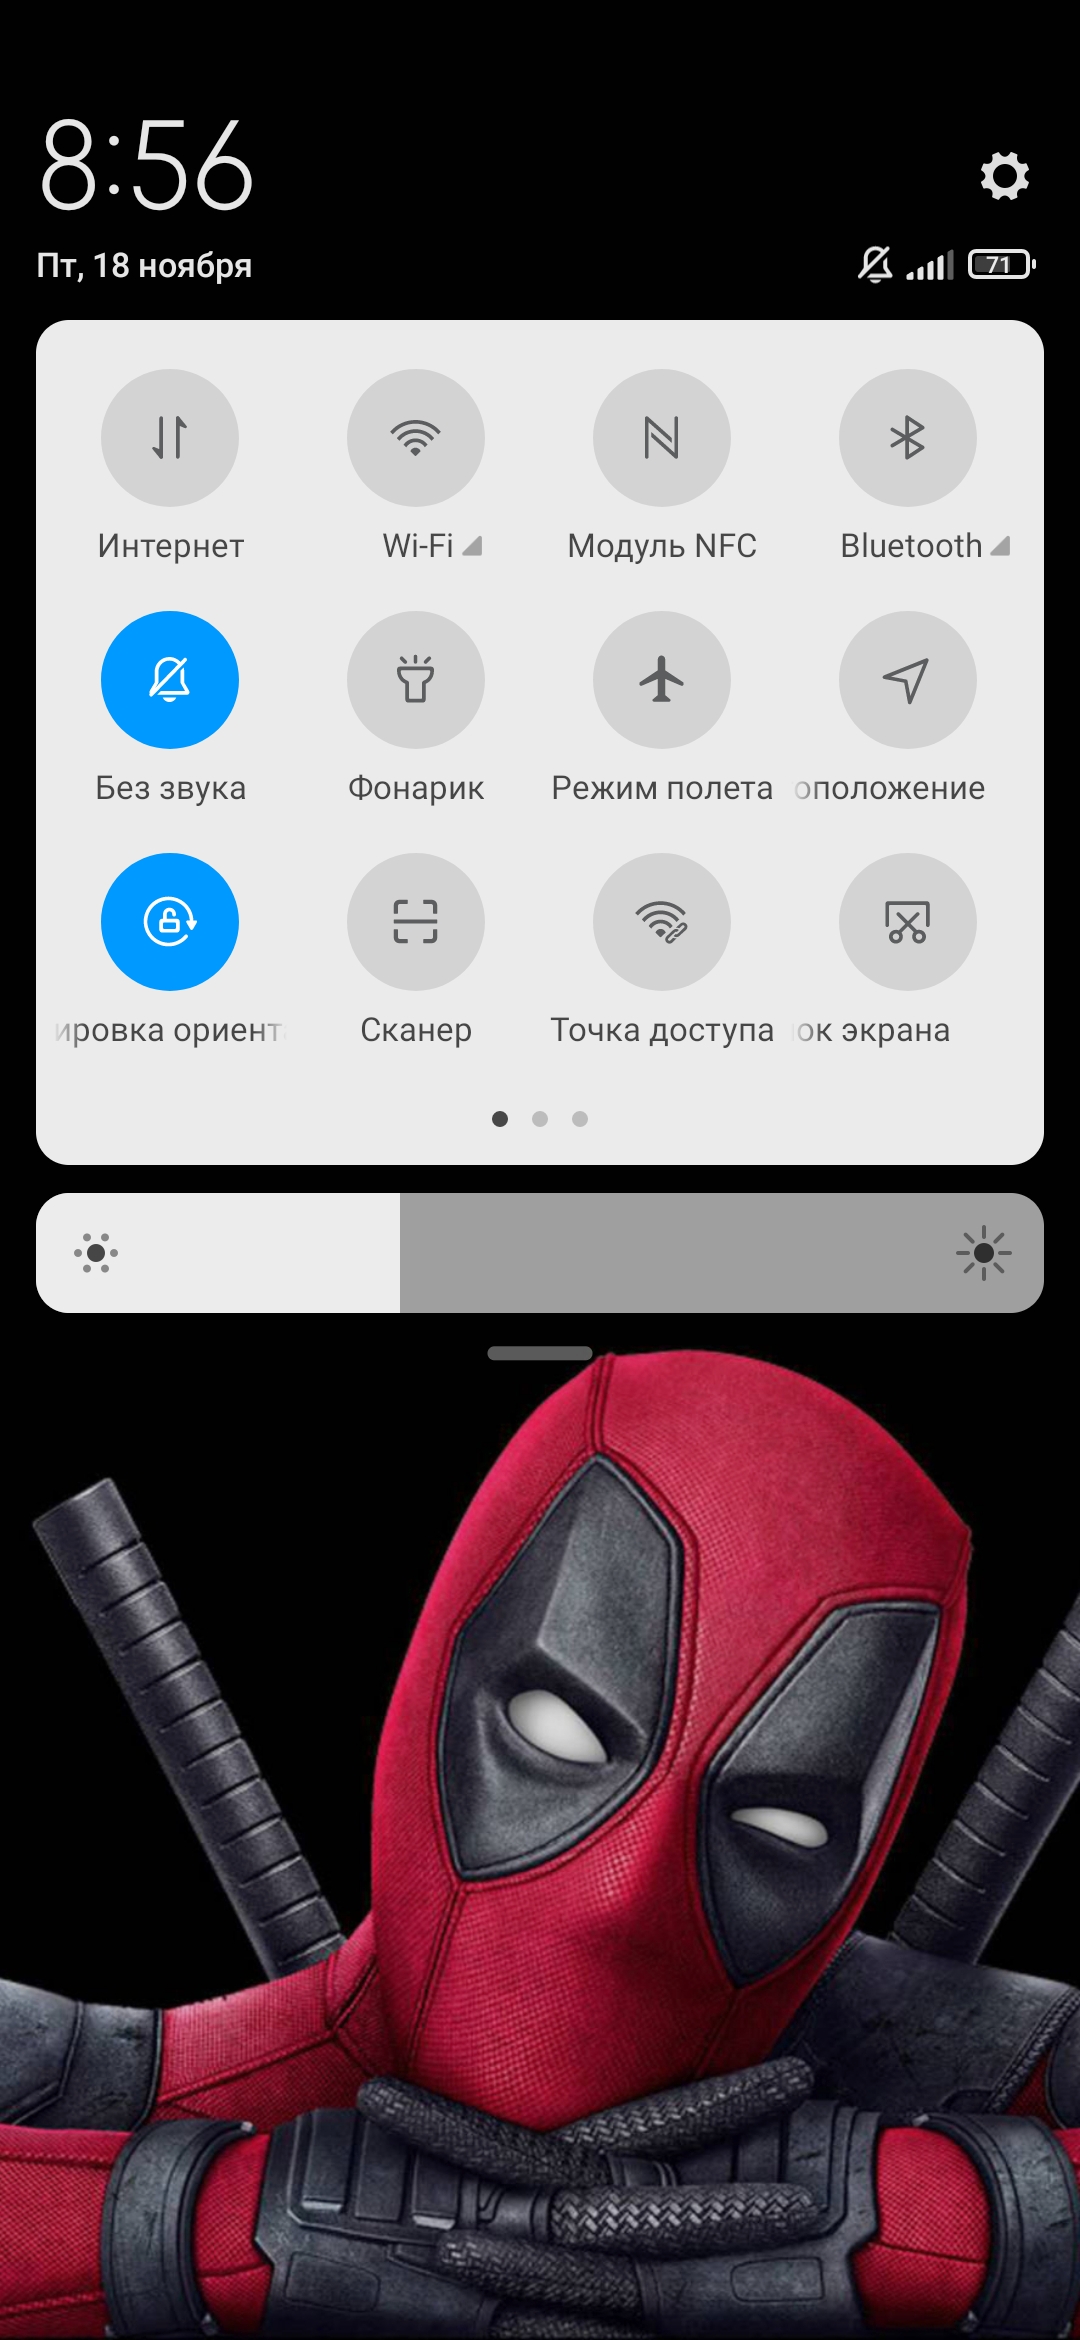 8:56
Пт, 18 ноября
71
Интернет
Wi-Fi
Модуль NFC
Bluetooth
Без звука
Фонарик
Режим полета
оположение
ировка ориент
Сканер
Точка доступа
ок экрана